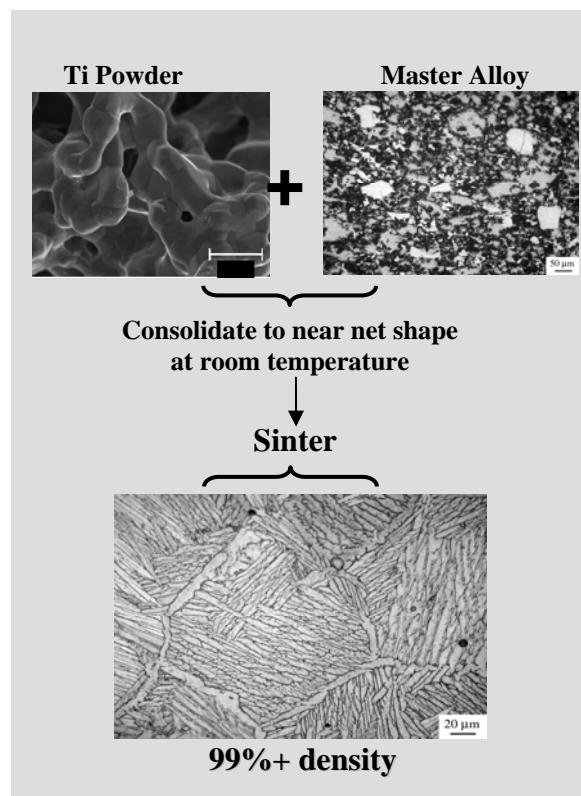 Ti Powder
Master Alloy
+
50 µm
Consolidate to near net shape
at room temperature
Sinter
20 µm
99%+ density